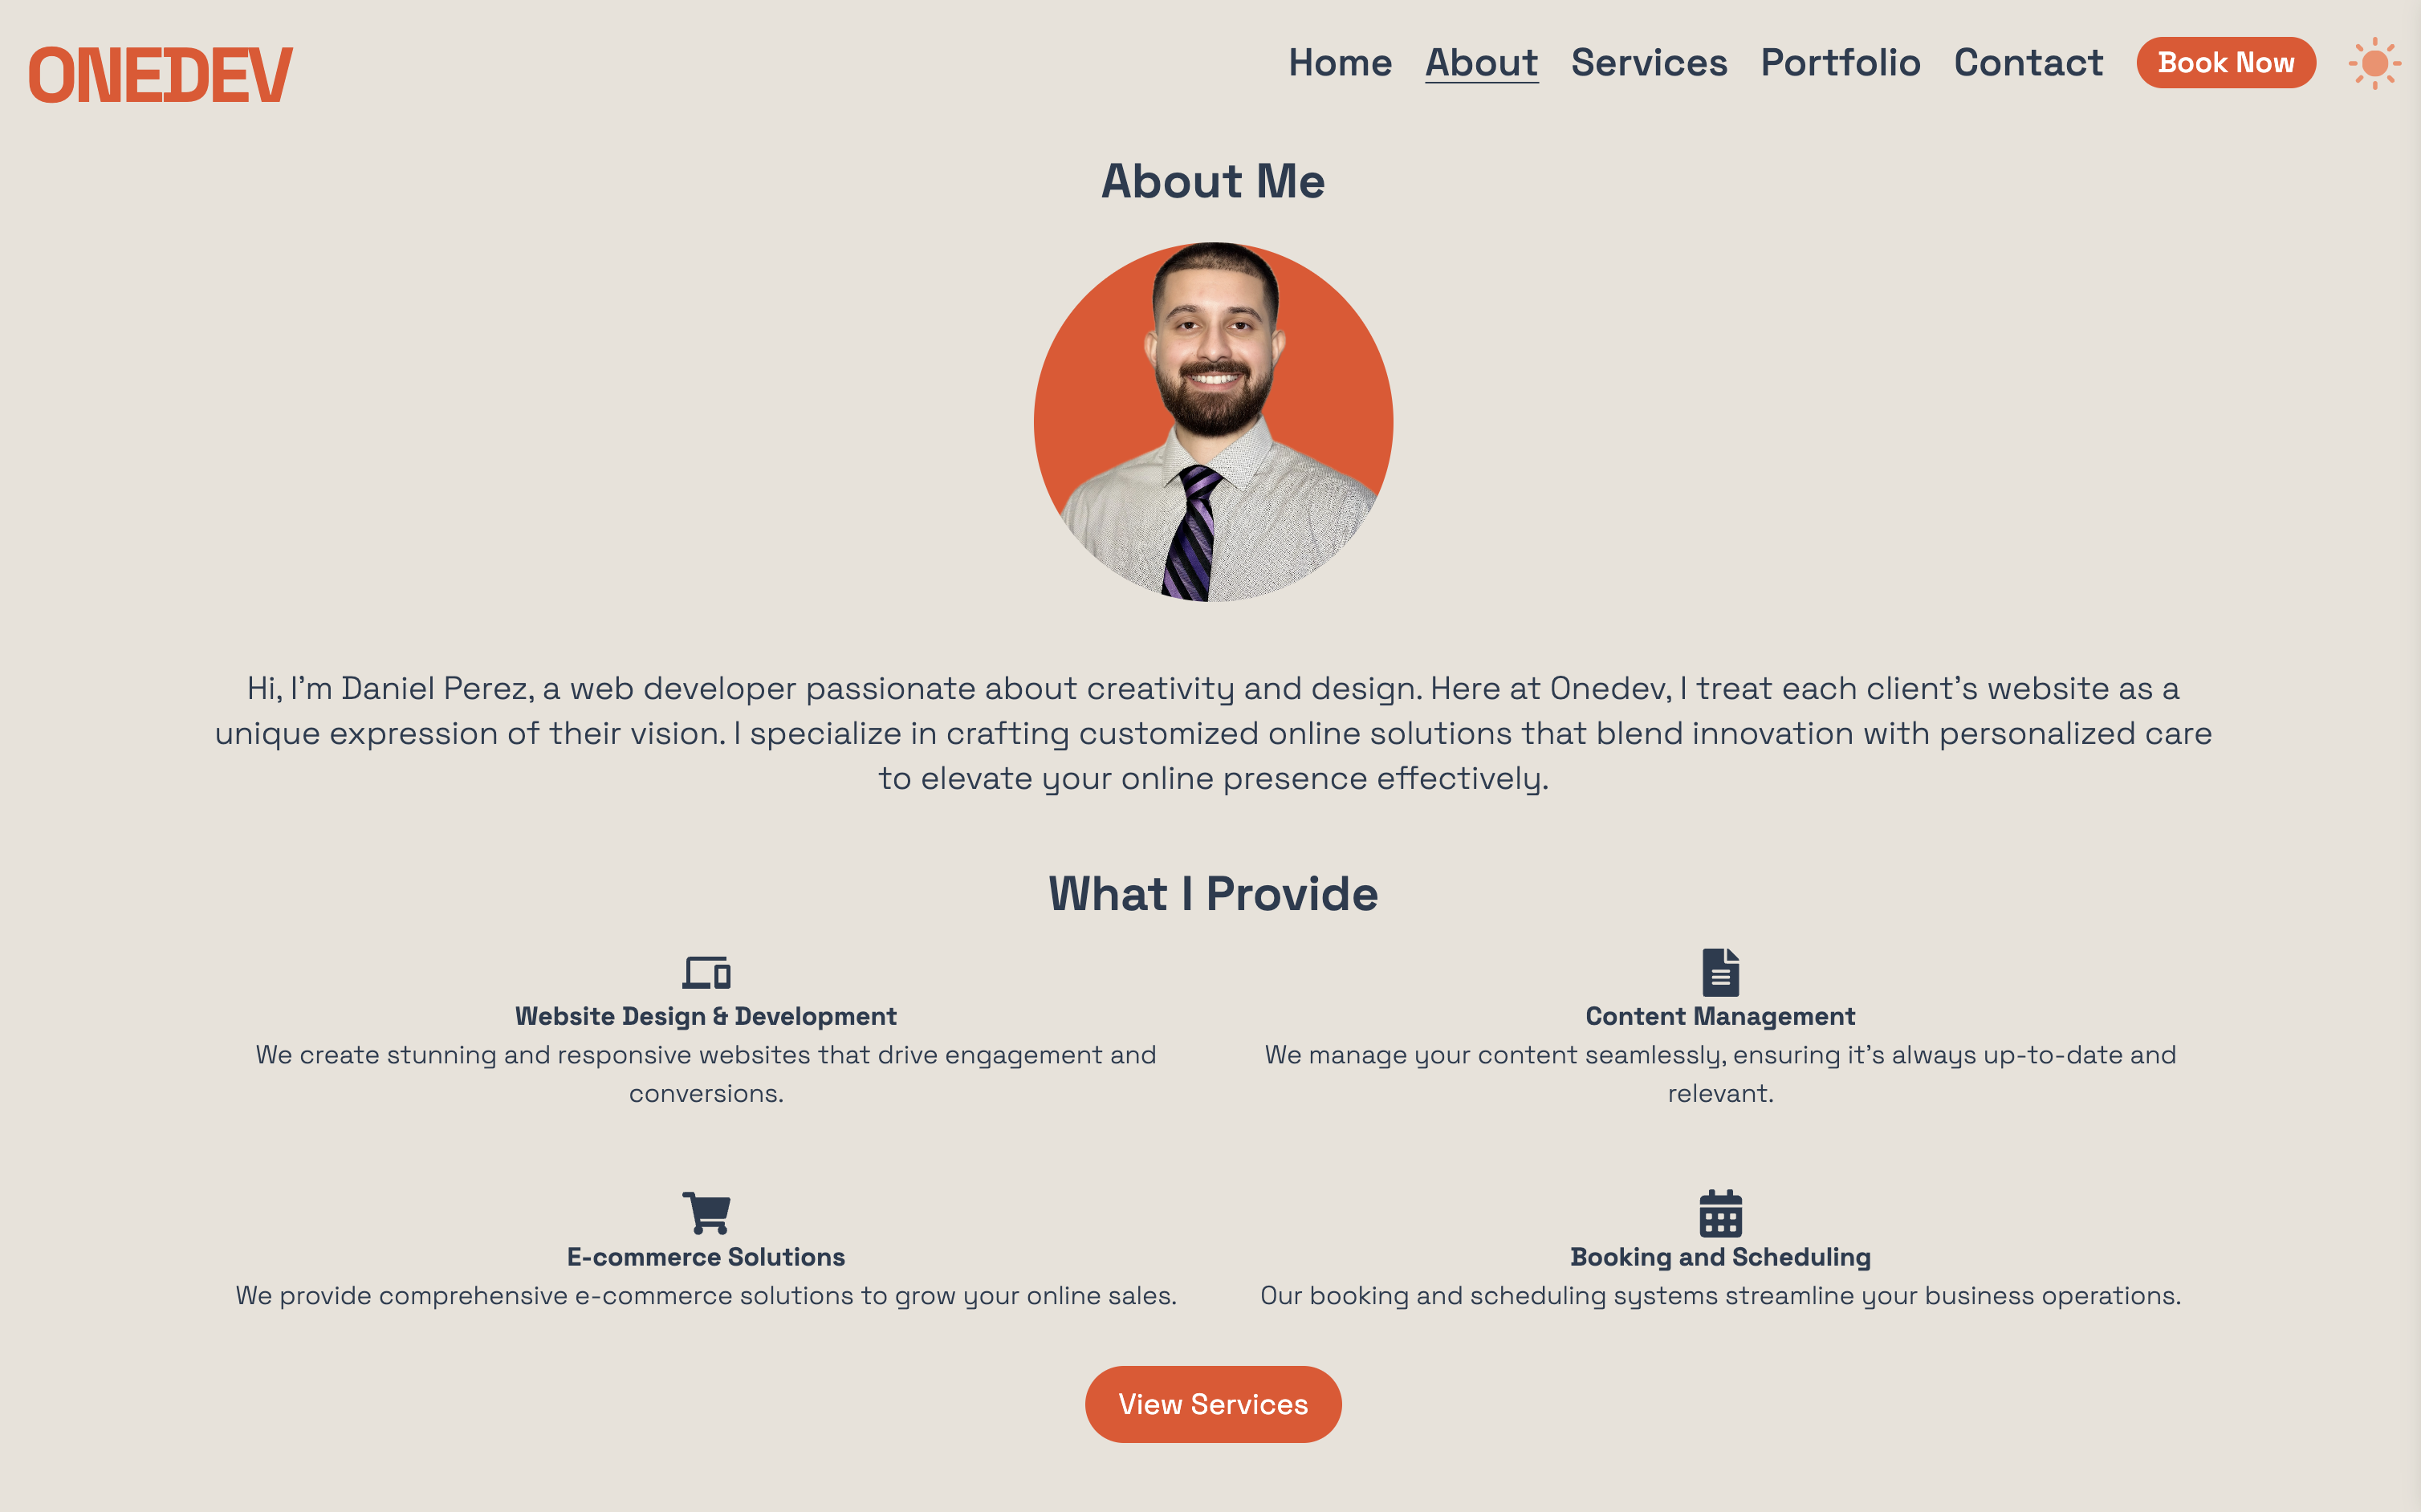 ONEDEV
Home About Services Portfolio Contact Book Now
About Me
Hi, I'm Daniel Perez, a web developer passionate about creativity and design. Here at Onedev, I treat each client's website as a
unique expression of their vision. I specialize in crafting customized online solutions that blend innovation with personalized care
to elevate your online presence effectively.
What I Provide
Website Design & Development
We create stunning and responsive websites that drive engagement and
conversions.
Content Management
We manage your content seamlessly, ensuring it's always up-to-date and
relevant.
E-commerce Solutions
We provide comprehensive e-commerce solutions to grow your online sales.
Booking and Scheduling
Our booking and scheduling systems streamline your business operations.
View Services